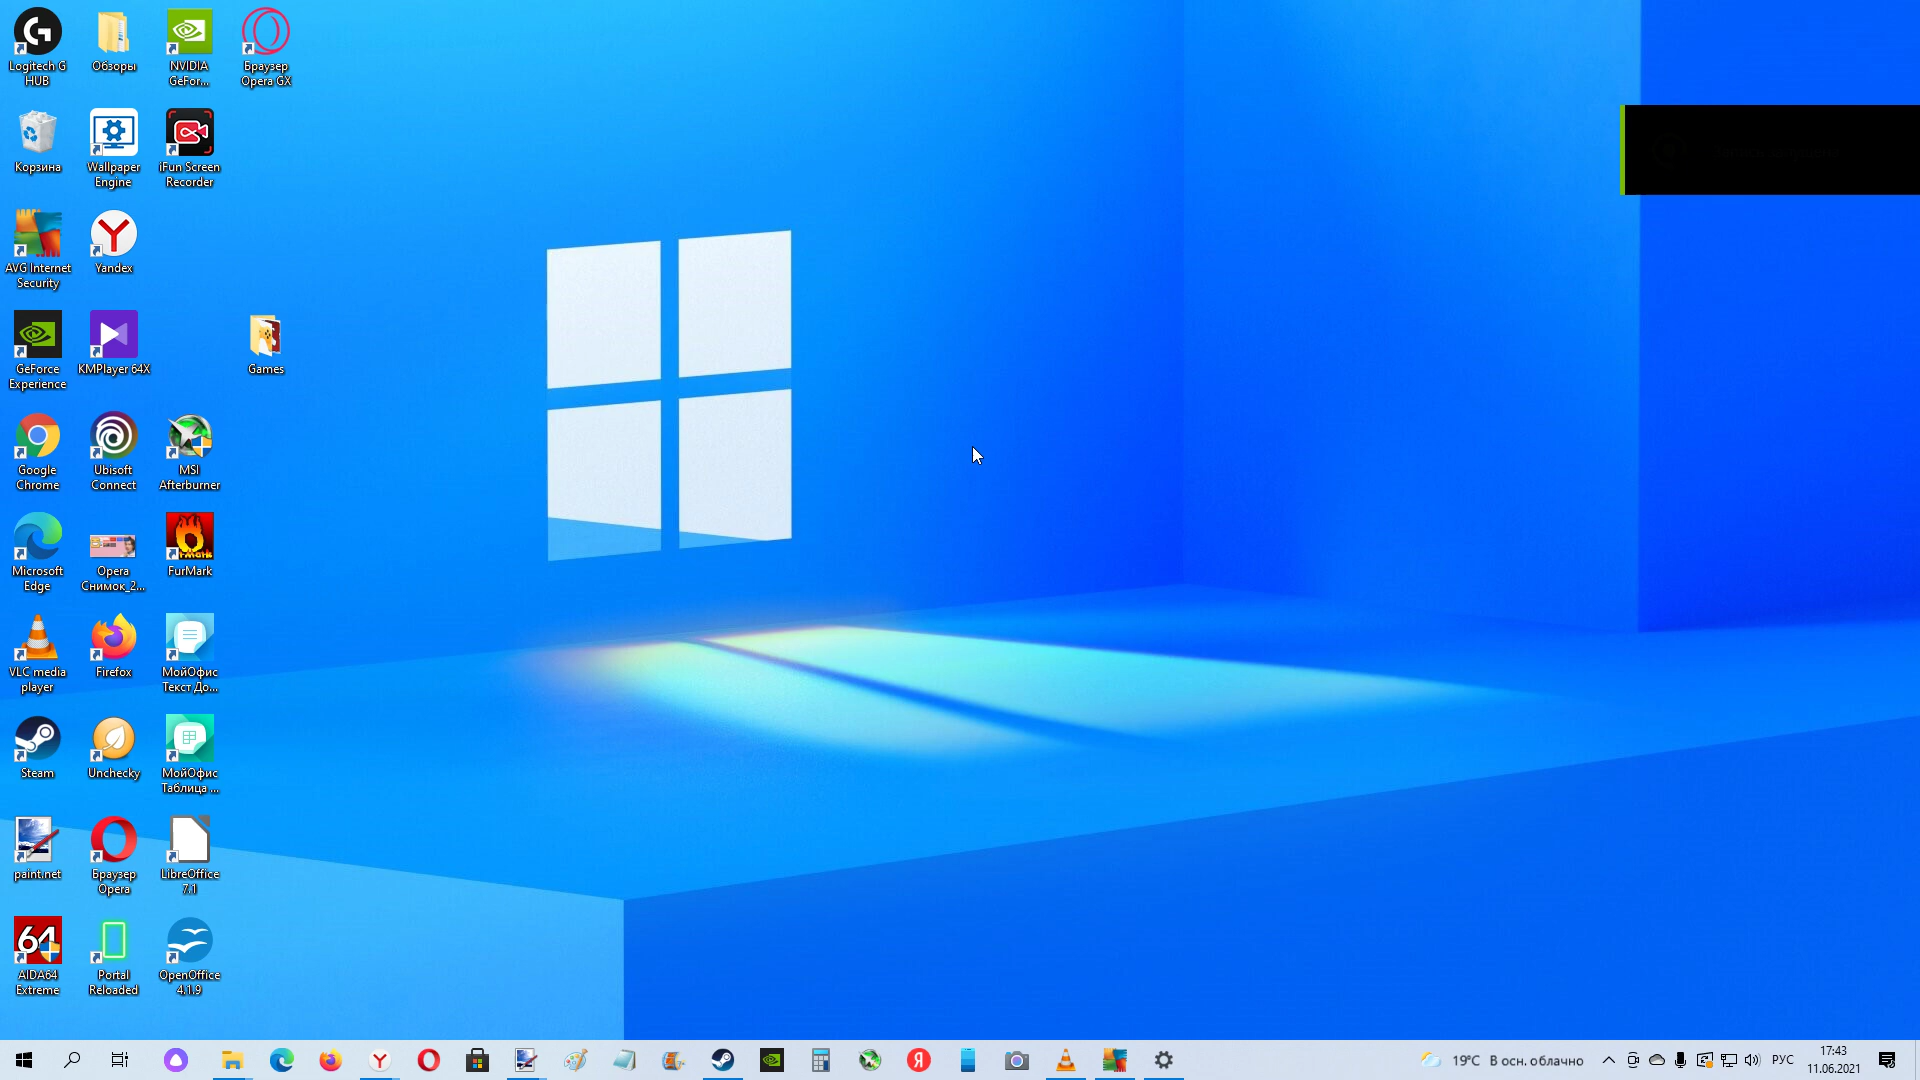 Logitech G
HUB
Обзоры
NVIDIA
GeFor...
Браузер
Opera GX
Корзина
Wallpaper
Engine
iFun Screen
Recorder
AVG Internet
Security
Yandex
GeForce
Experience
KMPlayer 64X
Games
Google
Chrome
Ubisoft
Connect
MSI
Afterburner
Microsoft
Edge
Opera
Снимок_2...
FurMark
VLC media
player
Firefox
МойОфис
Текст До...
Steam
Unchecky
МойОфис
Таблица ...
paint.net
Браузер
Opera
LibreOffice
7.1
64
AIDA64
Extreme
Portal
Reloaded
OpenOffice
4.1.9
19°C В осн. облачно
РУС
17:43
11.06.2021